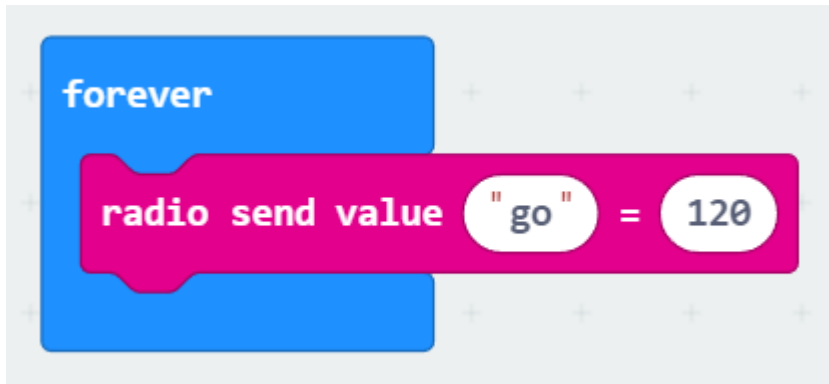 forever
radio send value "go" = 120